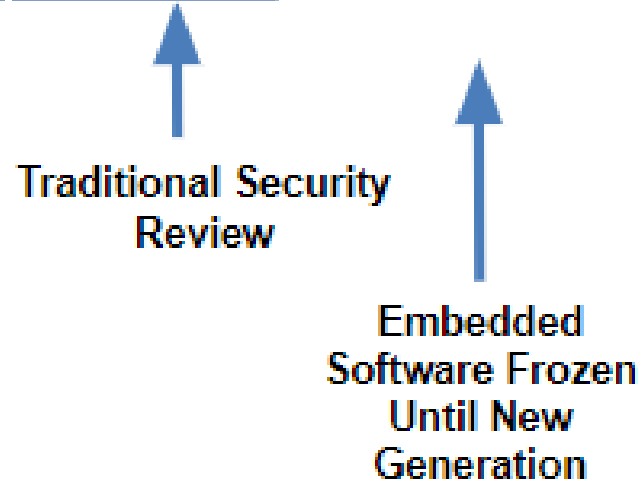 Traditional Security
Review
Embedded
Software Frozen
Until New
Generation